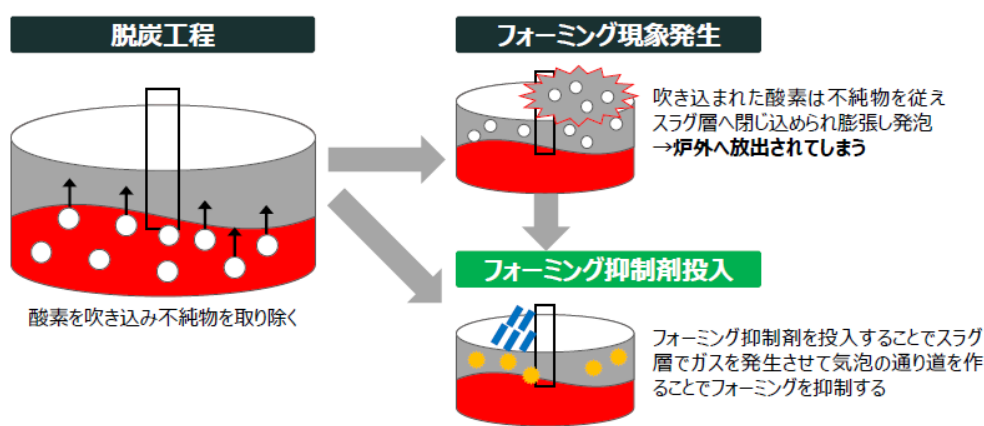 脱炭工程
酸素を吹き込み不純物を取り除く
フォーミング現象発生
吹き込まれた酸素は不純物を従え
スラグ層へ閉じ込められ膨張し発泡
→炉外へ放出されてしまう
フォーミング抑制剤投入
フォーミング抑制剤を投入することでスラグ
層でガスを発生させて気泡の通り道を作
ることでフォーミングを抑制する